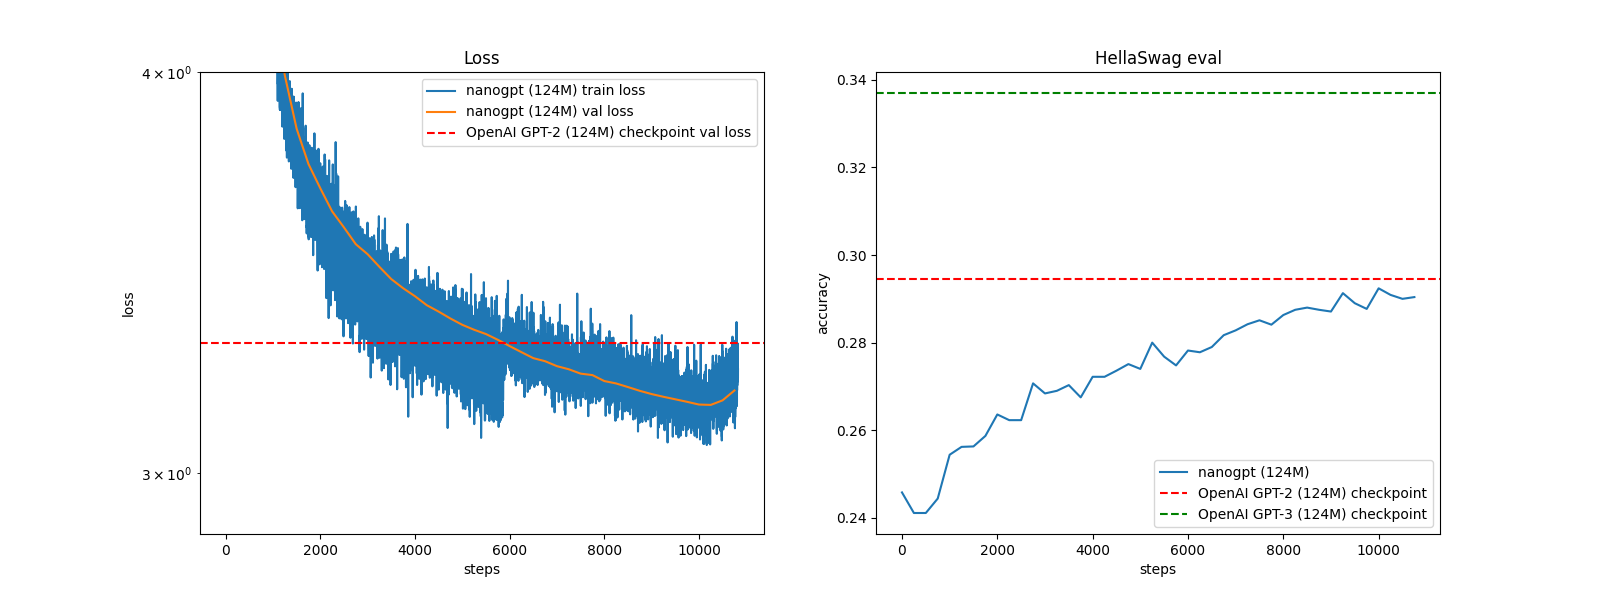 Loss
4 × 10⁰
3 × 10⁰
loss
0 2000 4000 6000 8000 10000
steps
nanogpt (124M) train loss
nanogpt (124M) val loss
OpenAI GPT-2 (124M) checkpoint val loss
HellaSwag eval
0.34
0.32
0.30
0.28
0.26
0.24
accuracy
0 2000 4000 6000 8000 10000
steps
nanogpt (124M)
OpenAI GPT-2 (124M) checkpoint
OpenAI GPT-3 (124M) checkpoint